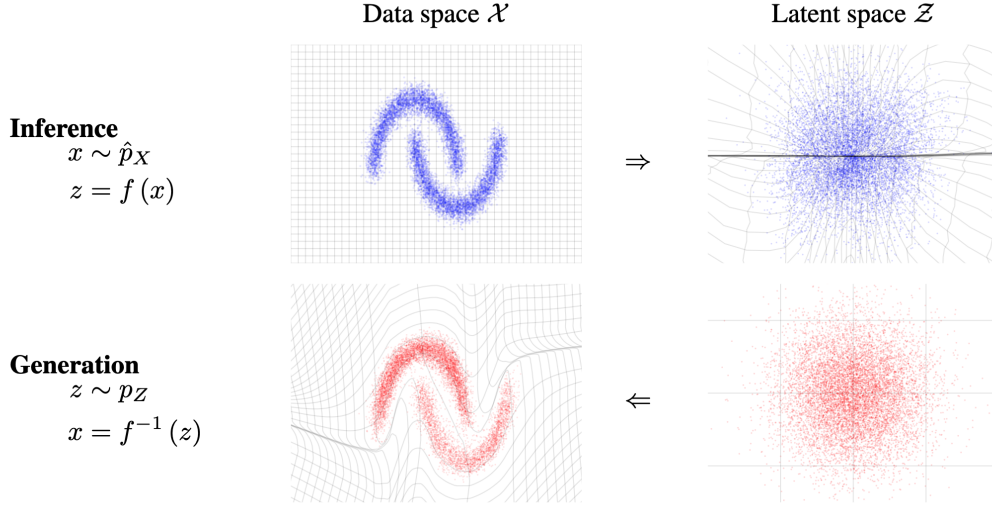 Data space 𝒳
Latent space 𝒵
Inference
x ∼ p̂_X
z = f (x)
⇒
Generation
z ∼ p_Z
x = f⁻¹ (z)
⇐